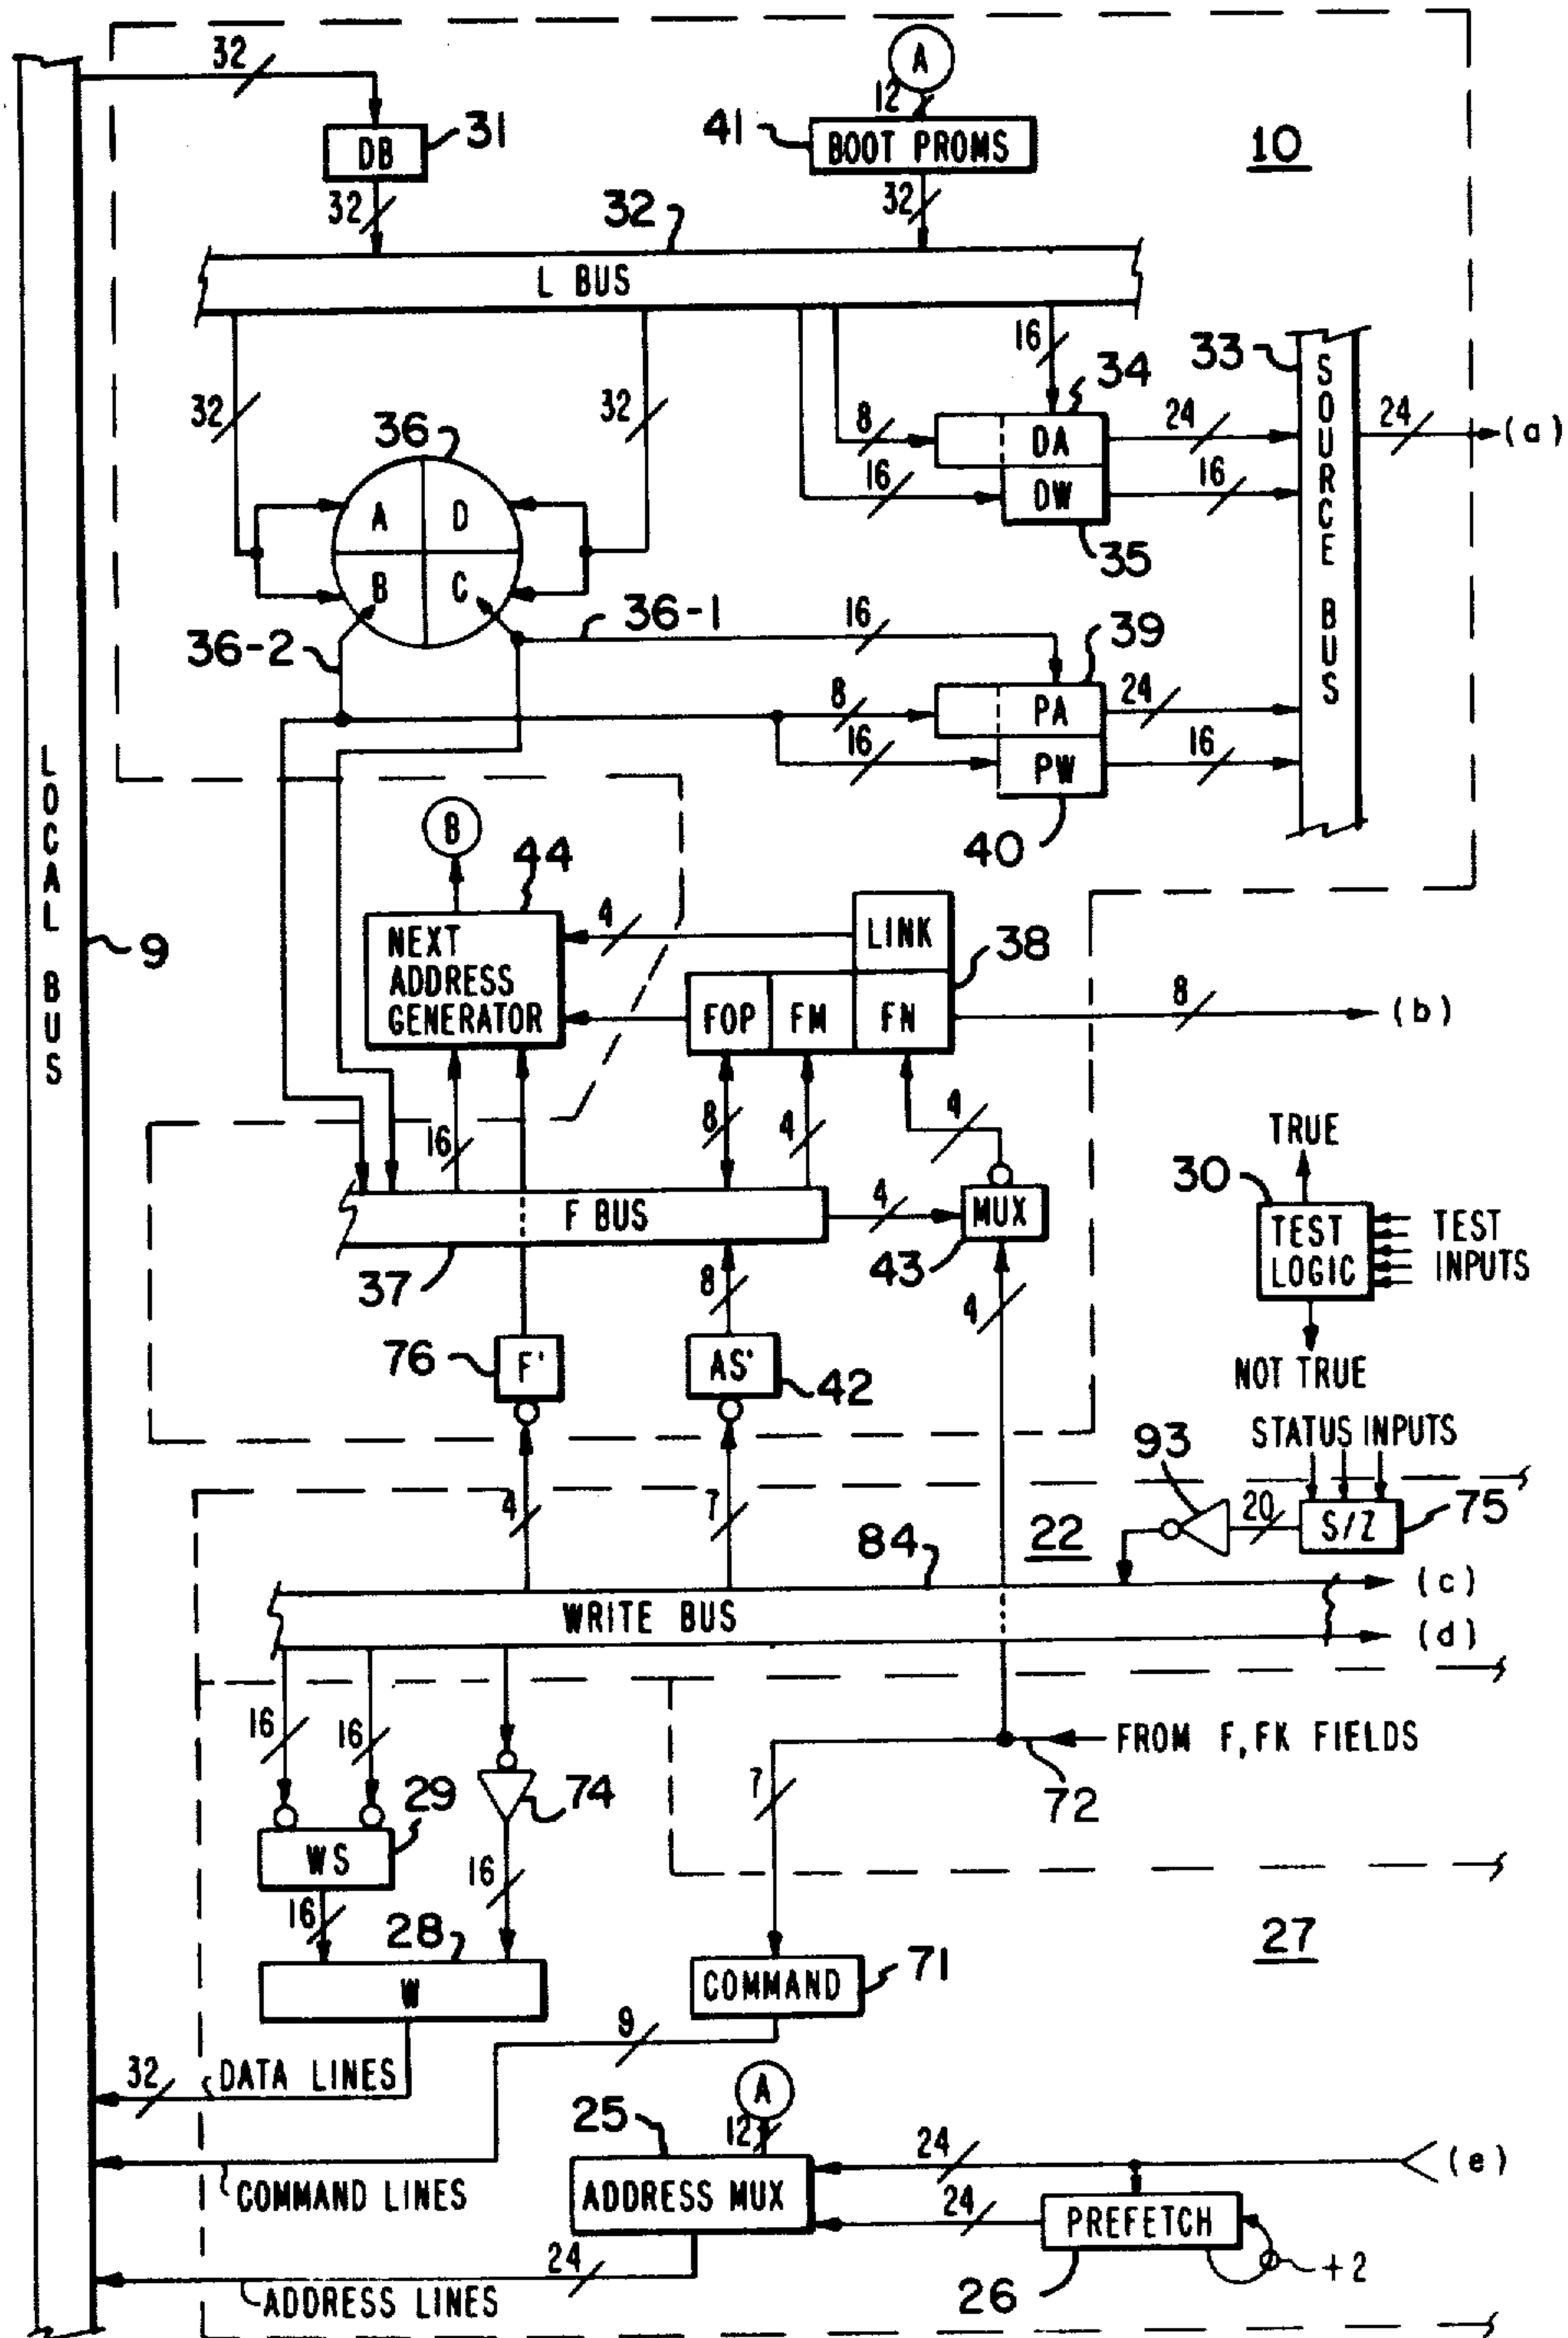 32
A
12
DB
31
41
BOOT PROMS
10
32
32
32
L BUS
16
34
33
SOURCE BUS
32
32
36
8
DA
24
24
(a)
16
DW
16
35
A
D
B
C
36-1
16
39
36-2
8
PA
24
16
PW
16
40
LOCAL BUS
9
B
44
NEXT
ADDRESS
GENERATOR
4
LINK
38
FOP
FM
FN
8
(b)
16
8
4
4
TRUE
30
TEST
LOGIC
TEST
INPUTS
F BUS
4
MUX
43
37
8
4
NOT TRUE
76
F'
AS'
42
STATUS INPUTS
93
4
7
22
20
S/Z
75
84
(c)
WRITE BUS
(d)
16
16
FROM F, FK FIELDS
29
74
7
72
WS
16
16
28
27
W
COMMAND
71
9
32
DATA LINES
A
25
12
24
(e)
COMMAND LINES
ADDRESS MUX
24
PREFETCH
24
26
+2
ADDRESS LINES